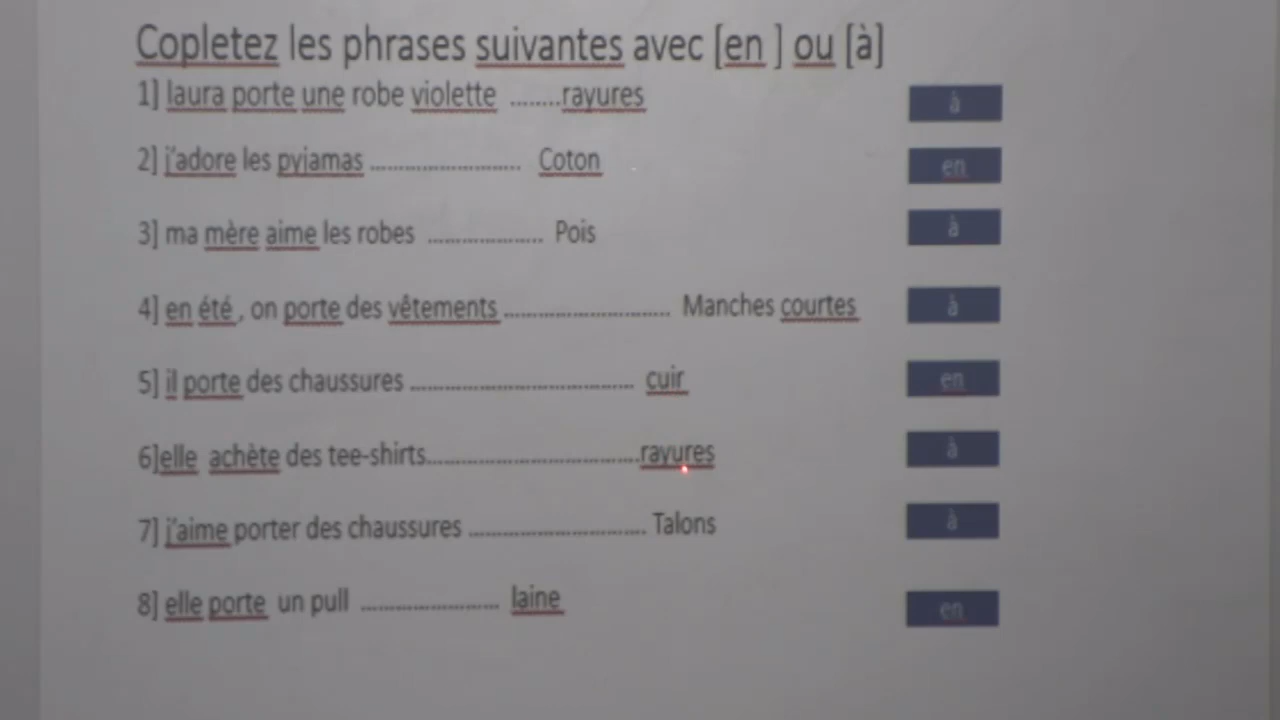 Copletez les phrases suivantes avec [en ] ou [à]
1] laura porte une robe violette ........rayures à
2] j'adore les pyjamas .......................... Coton en
3] ma mère aime les robes .................... Pois à
4] en été , on porte des vêtements ............................. Manches courtes à
5] il porte des chaussures ....................................... cuir en
6]elle achète des tee-shirts.....................................rayures à
7] j'aime porter des chaussures ............................... Talons à
8] elle porte un pull ........................ laine en